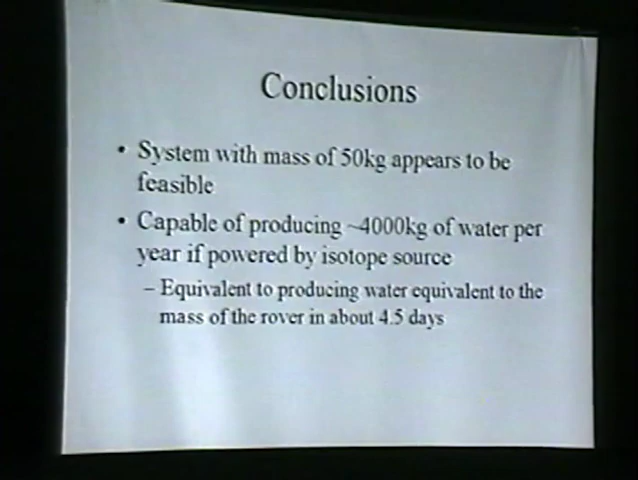 Conclusions
• System with mass of 50kg appears to be
feasible
• Capable of producing ~4000kg of water per
year if powered by isotope source
– Equivalent to producing water equivalent to the
mass of the rover in about 4.5 days